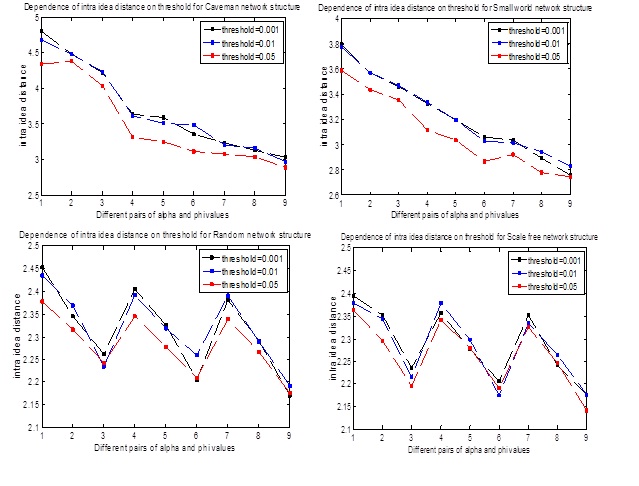 Dependence of intra idea distance on threshold for Caveman network structure
5
4.5
4
3.5
3
2.5
intra idea distance
threshold=0.001
threshold=0.01
threshold=0.05
1 2 3 4 5 6 7 8 9
Different pairs of alpha and phi values
Dependence of intra idea distance on threshold for Smallworld network structure
4
3.8
3.6
3.4
3.2
3
2.8
2.6
intra idea distance
threshold=0.001
threshold=0.01
threshold=0.05
1 2 3 4 5 6 7 8 9
Different pairs of alpha and phi values
Dependence of intra idea distance on threshold for Random network structure
2.5
2.45
2.4
2.35
2.3
2.25
2.2
2.15
2.1
intra idea distance
threshold=0.001
threshold=0.01
threshold=0.05
1 2 3 4 5 6 7 8 9
Different pairs of alpha and phi values
Dependence of intra idea distance on threshold for Scale free network structure
2.5
2.45
2.4
2.35
2.3
2.25
2.2
2.15
2.1
intra idea distance
threshold=0.001
threshold=0.01
threshold=0.05
1 2 3 4 5 6 7 8 9
Different pairs of alpha and phi values